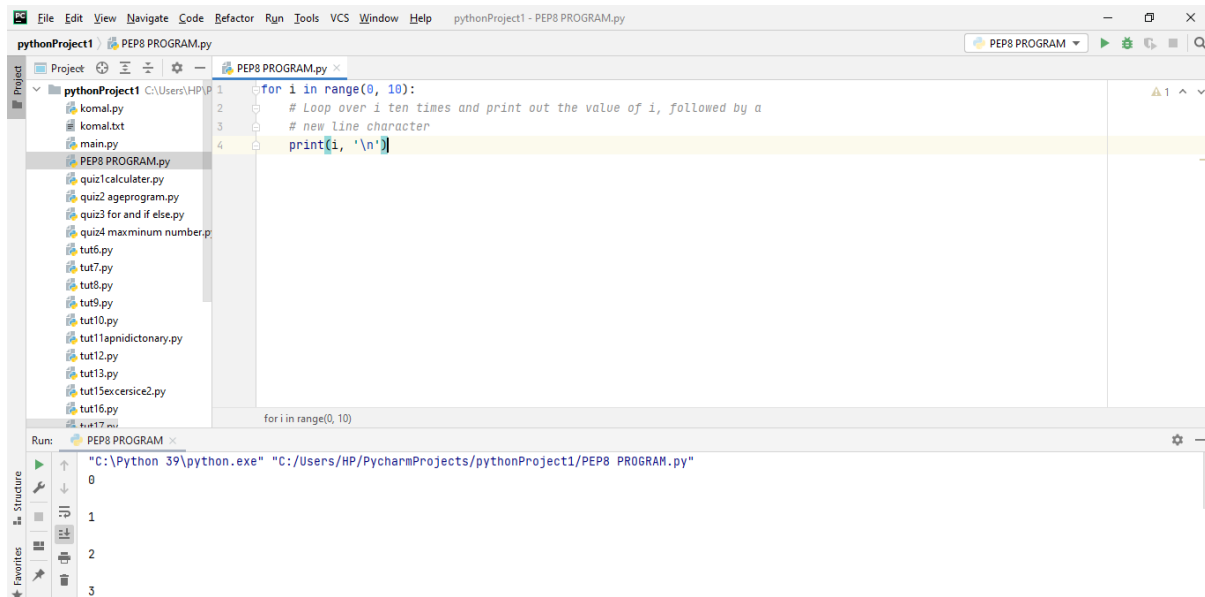 PC File Edit View Navigate Code Refactor Run Tools VCS Window Help pythonProject1 - PEP8 PROGRAM.py
pythonProject1 PEP8 PROGRAM.py PEP8 PROGRAM
Project Project PEP8 PROGRAM.py
pythonProject1 C:\Users\HP\P
komal.py
komal.txt
main.py
PEP8 PROGRAM.py
quiz1calculater.py
quiz2 ageprogram.py
quiz3 for and if else.py
quiz4 maxminum number.p
tut6.py
tut7.py
tut8.py
tut9.py
tut10.py
tut11apnidictonary.py
tut12.py
tut13.py
tut15excersice2.py
tut16.py
tut17.py
1 for i in range(0, 10):
2 # Loop over i ten times and print out the value of i, followed by a
3 # new line character
4 print(i, '\n')
1
for i in range(0, 10)
Run: PEP8 PROGRAM
"C:\Python 39\python.exe" "C:/Users/HP/PycharmProjects/pythonProject1/PEP8 PROGRAM.py"
0
1
2
3
Structure
Favorites